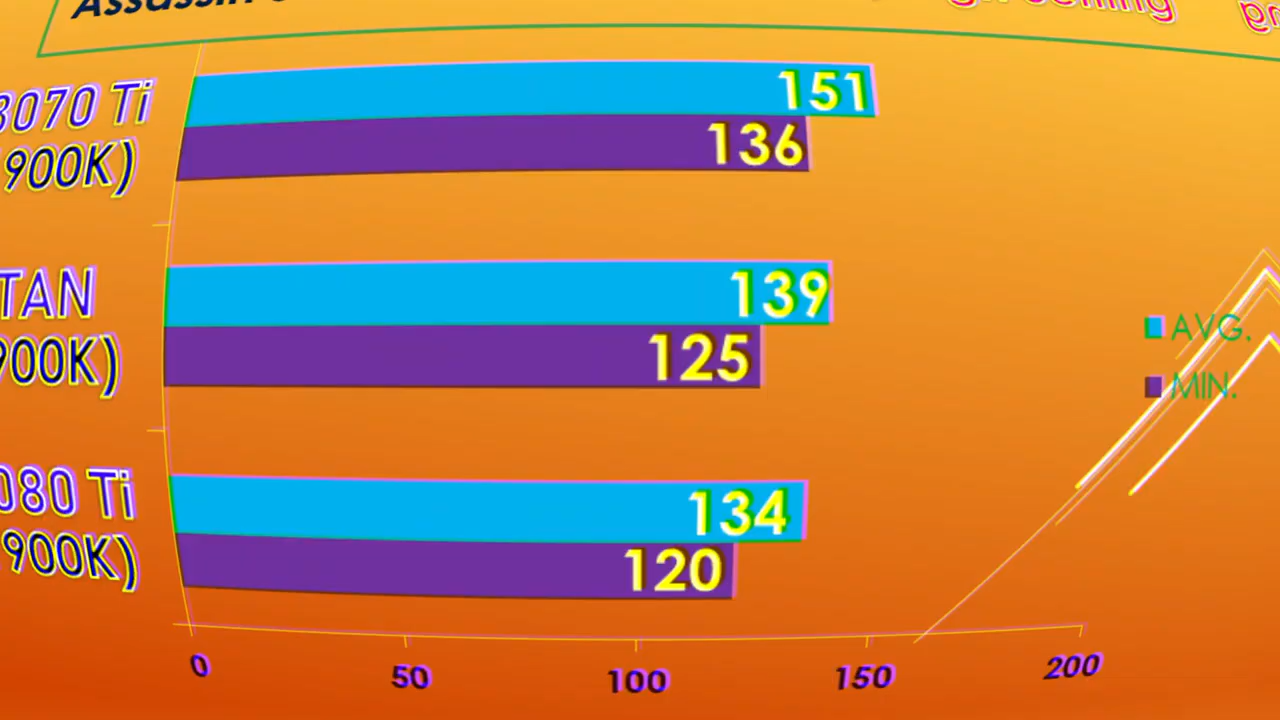 3070 Ti
900K)
151
136
TAN
900K)
139
125
080 Ti
900K)
134
120
AVG.
MIN.
0 50 100 150 200